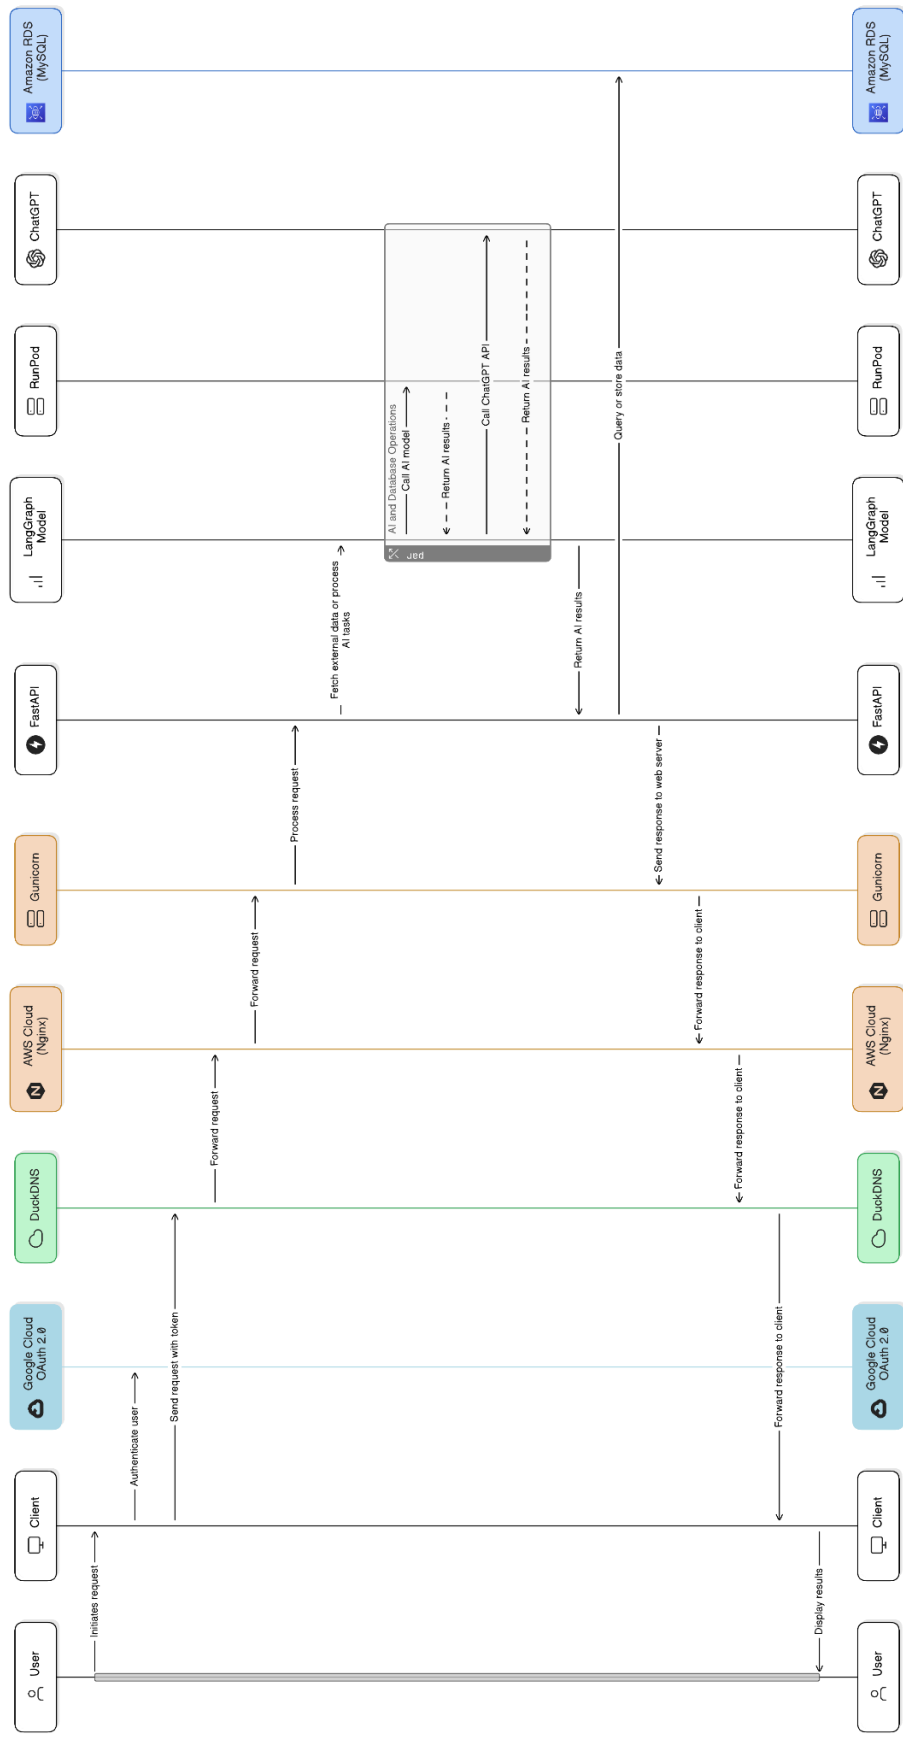 User
Client
Google Cloud
OAuth 2.0
DuckDNS
AWS Cloud
(Nginx)
Gunicorn
FastAPI
LangGraph
Model
RunPod
ChatGPT
Amazon RDS
(MySQL)
Initiates request
Authenticate user
Send request with token
Forward request
Forward request
Process request
Fetch external data or process
AI tasks
AI and Database Operations
Call AI model
Return AI results
Call ChatGPT API
Return AI results
Return AI results
Query or store data
Send response to web server
Forward response to client
Forward response to client
Forward response to client
Display results
User
Client
Google Cloud
OAuth 2.0
DuckDNS
AWS Cloud
(Nginx)
Gunicorn
FastAPI
LangGraph
Model
RunPod
ChatGPT
Amazon RDS
(MySQL)